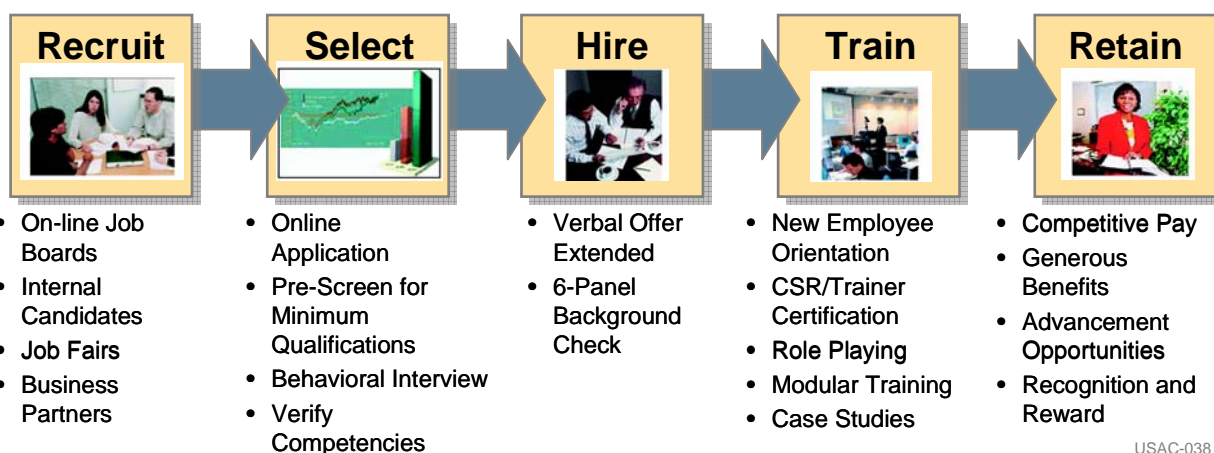 Recruit
Select
Hire
Train
Retain
• On-line Job
Boards
• Internal
Candidates
• Job Fairs
• Business
Partners
• Online
Application
• Pre-Screen for
Minimum
Qualifications
• Behavioral Interview
• Verify
Competencies
• Verbal Offer
Extended
• 6-Panel
Background
Check
• New Employee
Orientation
• CSR/Trainer
Certification
• Role Playing
• Modular Training
• Case Studies
• Competitive Pay
• Generous
Benefits
• Advancement
Opportunities
• Recognition and
Reward
USAC-038